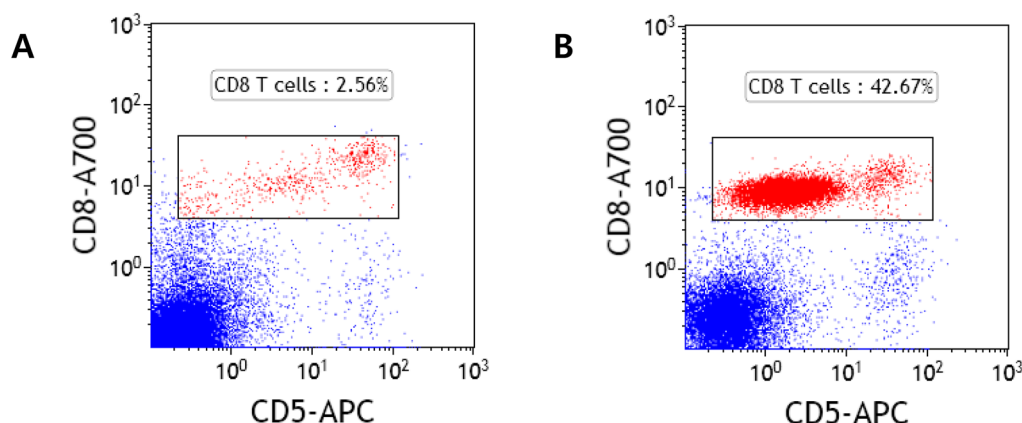 A
10³
CD8 T cells : 2.56%
10²
10¹
10⁰
CD8-A700
10⁰ 10¹ 10² 10³
CD5-APC
B
10³
CD8 T cells : 42.67%
10²
10¹
10⁰
CD8-A700
10⁰ 10¹ 10² 10³
CD5-APC